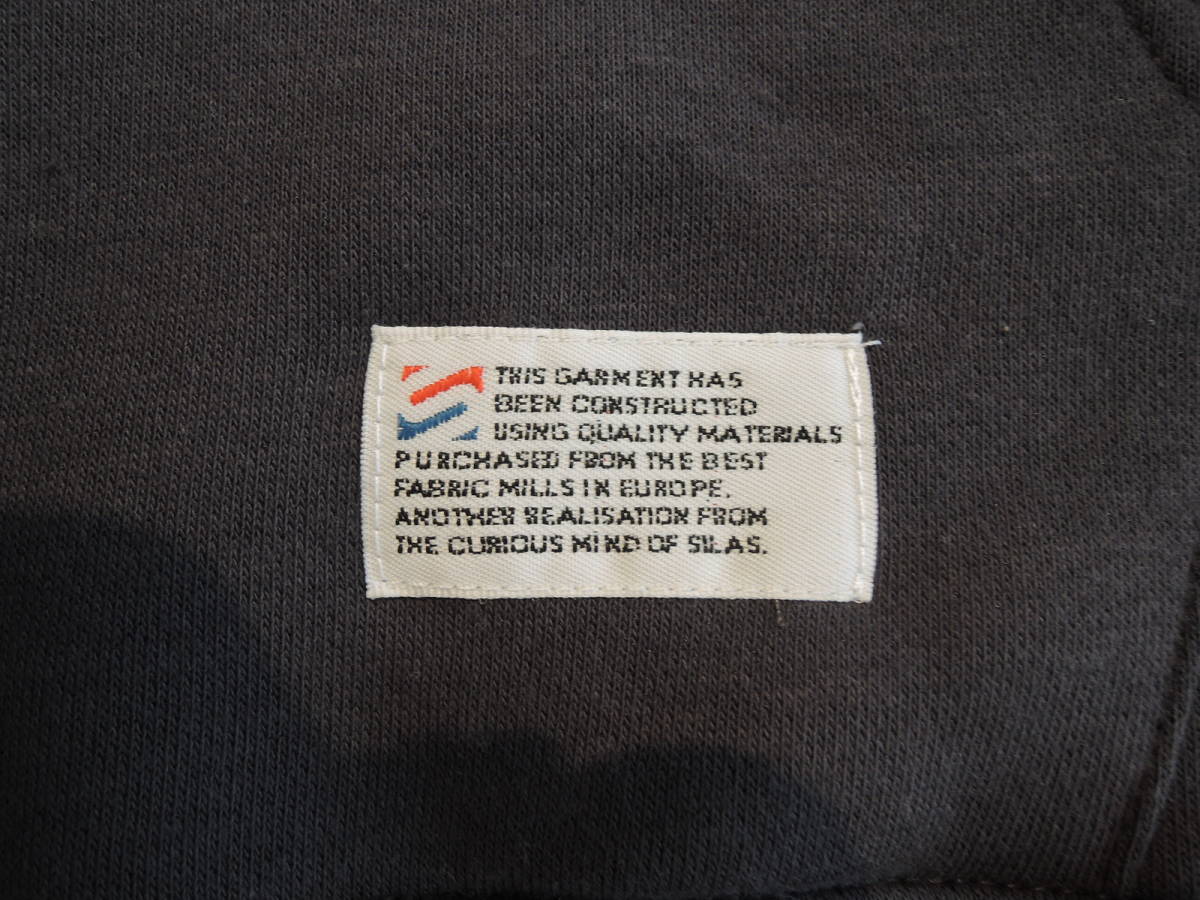 THIS GARMENT HAS
BEEN CONSTRUCTED
USING QUALITY MATERIALS
PURCHASED FROM THE BEST
FABRIC MILLS IN EUROPE.
ANOTHER REALISATION FROM
THE CURIOUS MIND OF SILAS.